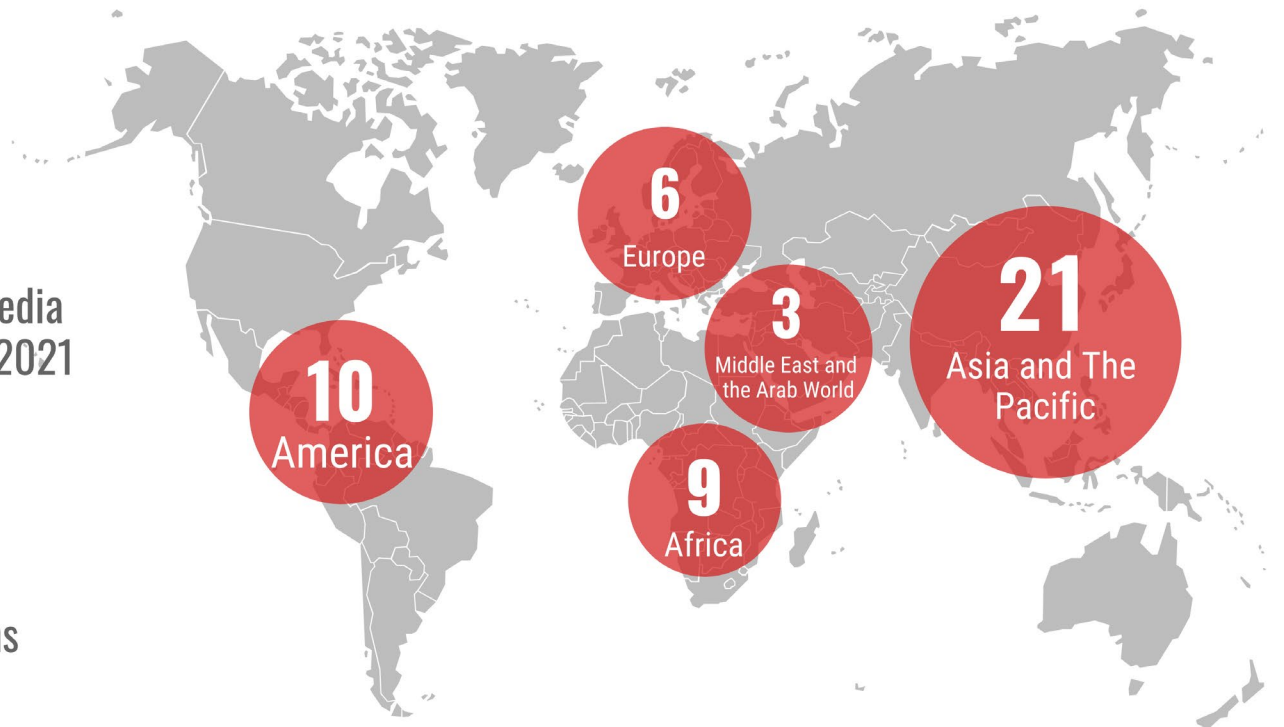 edia
2021
6
Europe
3
Middle East and
the Arab World
21
Asia and The
Pacific
10
America
9
Africa
ns